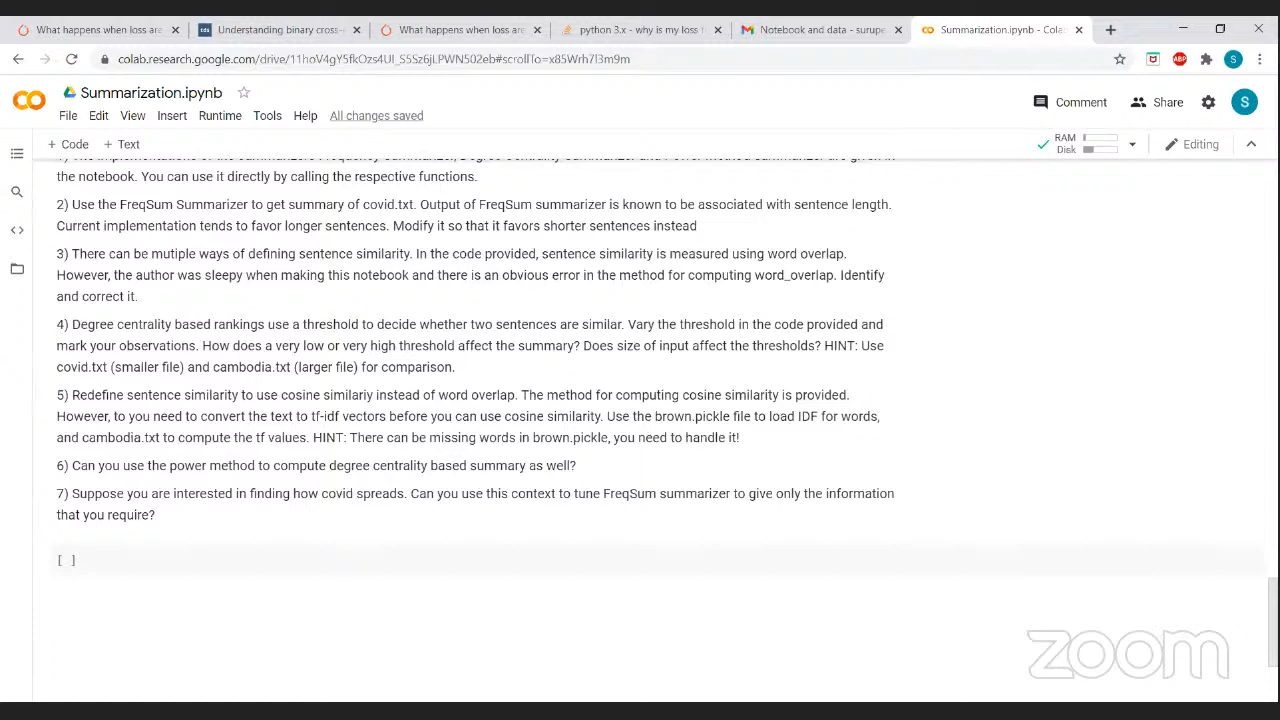 What happens when loss are
Understanding binary cross-
What happens when loss are
python 3.x - why is my loss f
Notebook and data - surupe
Summarization.ipynb - Colab
Summarization.ipynb
S
Comment
Share
S
File Edit View Insert Runtime Tools Help All changes saved
+ Code + Text
RAM
Disk
Editing
the notebook. You can use it directly by calling the respective functions.
2) Use the FreqSum Summarizer to get summary of covid.txt. Output of FreqSum summarizer is known to be associated with sentence length.
Current implementation tends to favor longer sentences. Modify it so that it favors shorter sentences instead
3) There can be mutiple ways of defining sentence similarity. In the code provided, sentence similarity is measured using word overlap.
However, the author was sleepy when making this notebook and there is an obvious error in the method for computing word_overlap. Identify
and correct it.
4) Degree centrality based rankings use a threshold to decide whether two sentences are similar. Vary the threshold in the code provided and
mark your observations. How does a very low or very high threshold affect the summary? Does size of input affect the thresholds? HINT: Use
covid.txt (smaller file) and cambodia.txt (larger file) for comparison.
5) Redefine sentence similarity to use cosine similariy instead of word overlap. The method for computing cosine similarity is provided.
However, to you need to convert the text to tf-idf vectors before you can use cosine similarity. Use the brown.pickle file to load IDF for words,
and cambodia.txt to compute the tf values. HINT: There can be missing words in brown.pickle, you need to handle it!
6) Can you use the power method to compute degree centrality based summary as well?
7) Suppose you are interested in finding how covid spreads. Can you use this context to tune FreqSum summarizer to give only the information
that you require?
[ ]
zoom